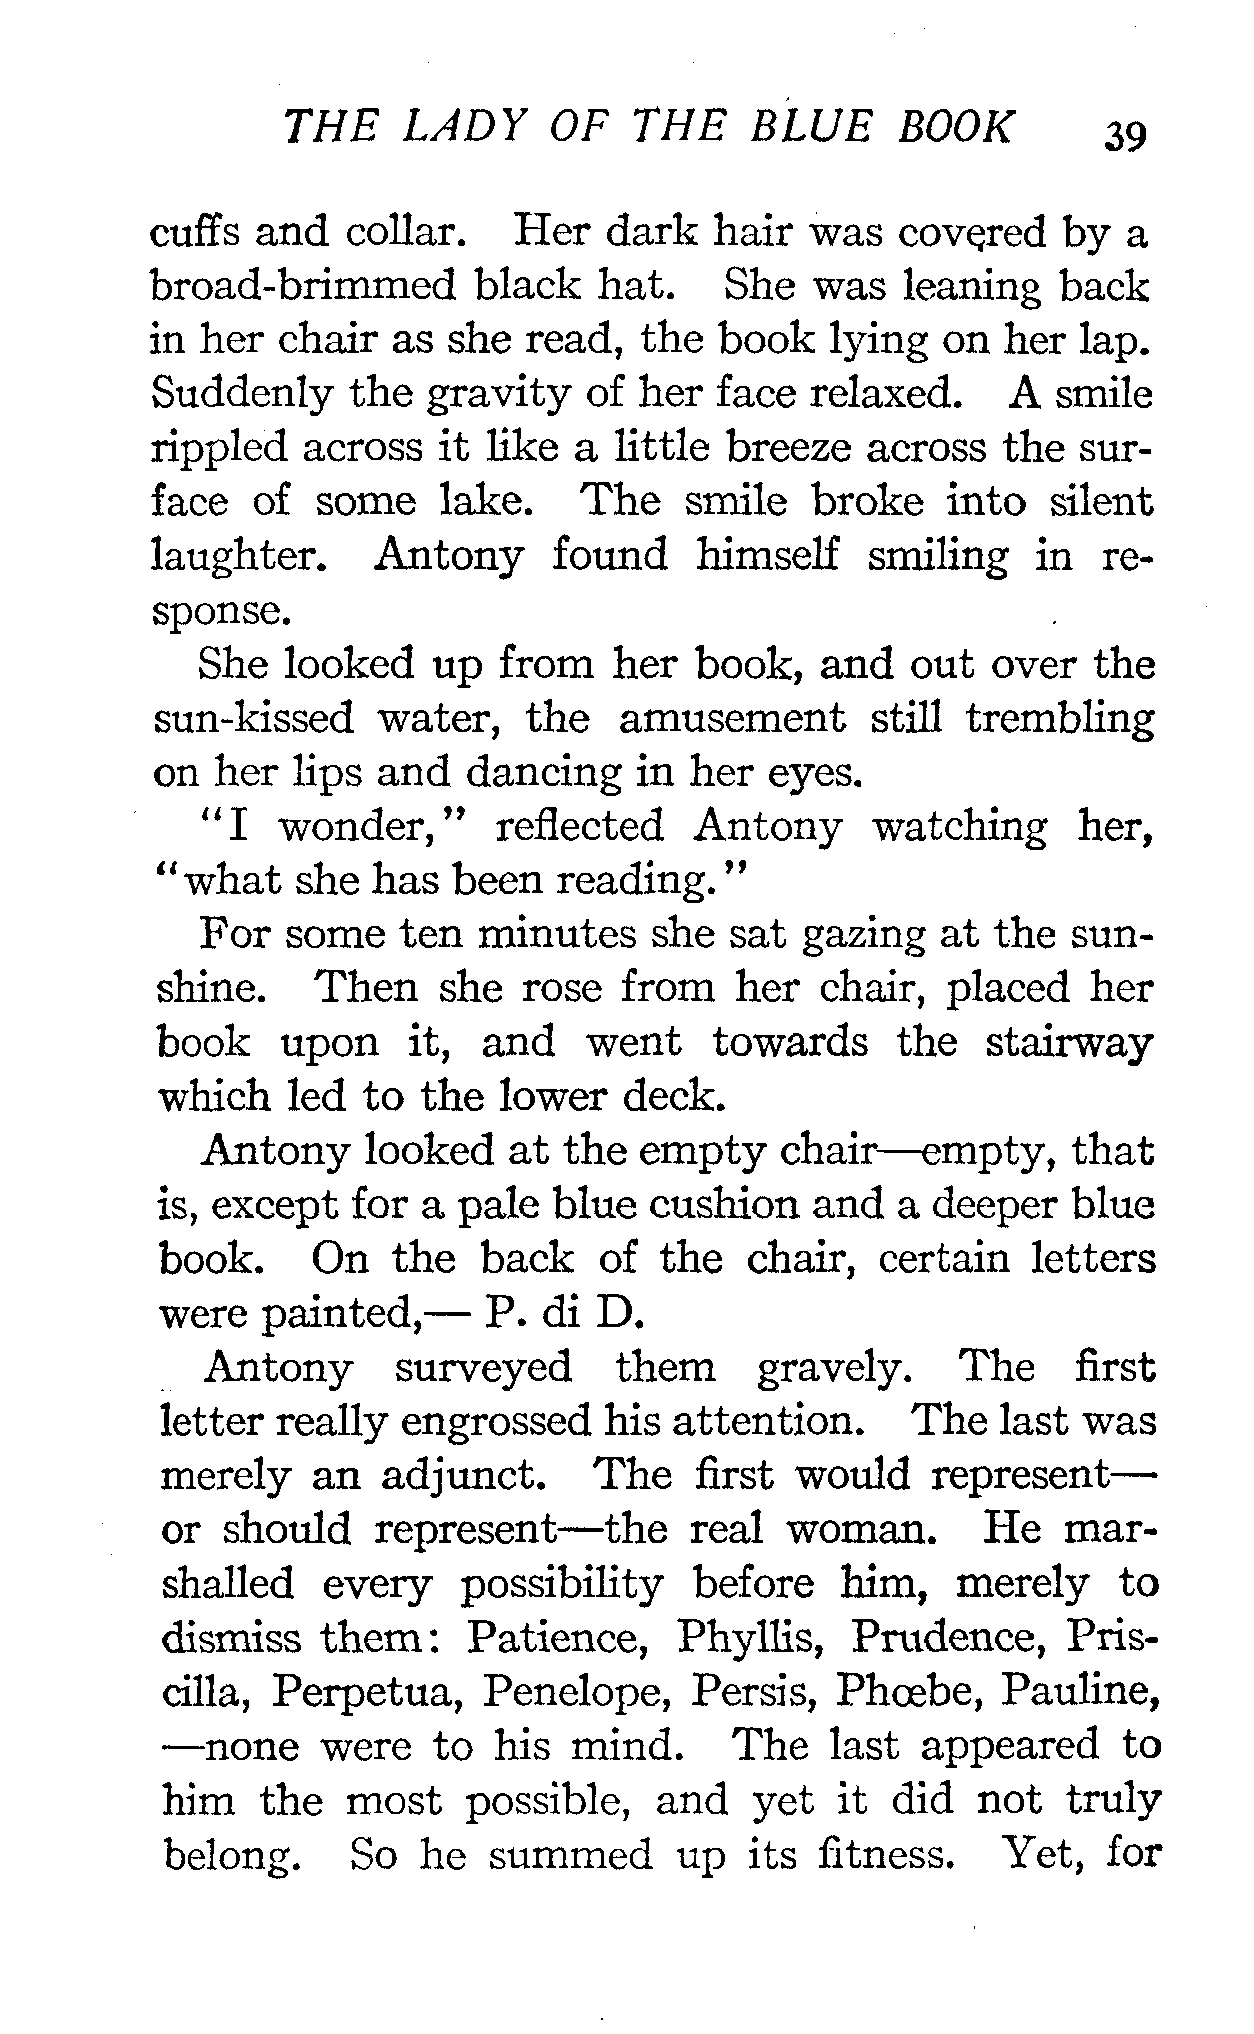 THE LADY OF THE BLUE BOOK 39
cuffs and collar. Her dark hair was covered by a
broad-brimmed black hat. She was leaning back
in her chair as she read, the book lying on her lap.
Suddenly the gravity of her face relaxed. A smile
rippled across it like a little breeze across the sur-
face of some lake. The smile broke into silent
laughter. Antony found himself smiling in re-
sponse.
She looked up from her book, and out over the
sun-kissed water, the amusement still trembling
on her lips and dancing in her eyes.
"I wonder," reflected Antony watching her,
"what she has been reading."
For some ten minutes she sat gazing at the sun-
shine. Then she rose from her chair, placed her
book upon it, and went towards the stairway
which led to the lower deck.
Antony looked at the empty chair—empty, that
is, except for a pale blue cushion and a deeper blue
book. On the back of the chair, certain letters
were painted,— P. di D.
Antony surveyed them gravely. The first
letter really engrossed his attention. The last was
merely an adjunct. The first would represent—
or should represent—the real woman. He mar-
shalled every possibility before him, merely to
dismiss them: Patience, Phyllis, Prudence, Pris-
cilla, Perpetua, Penelope, Persis, Phœbe, Pauline,
—none were to his mind. The last appeared to
him the most possible, and yet it did not truly
belong. So he summed up its fitness. Yet, for